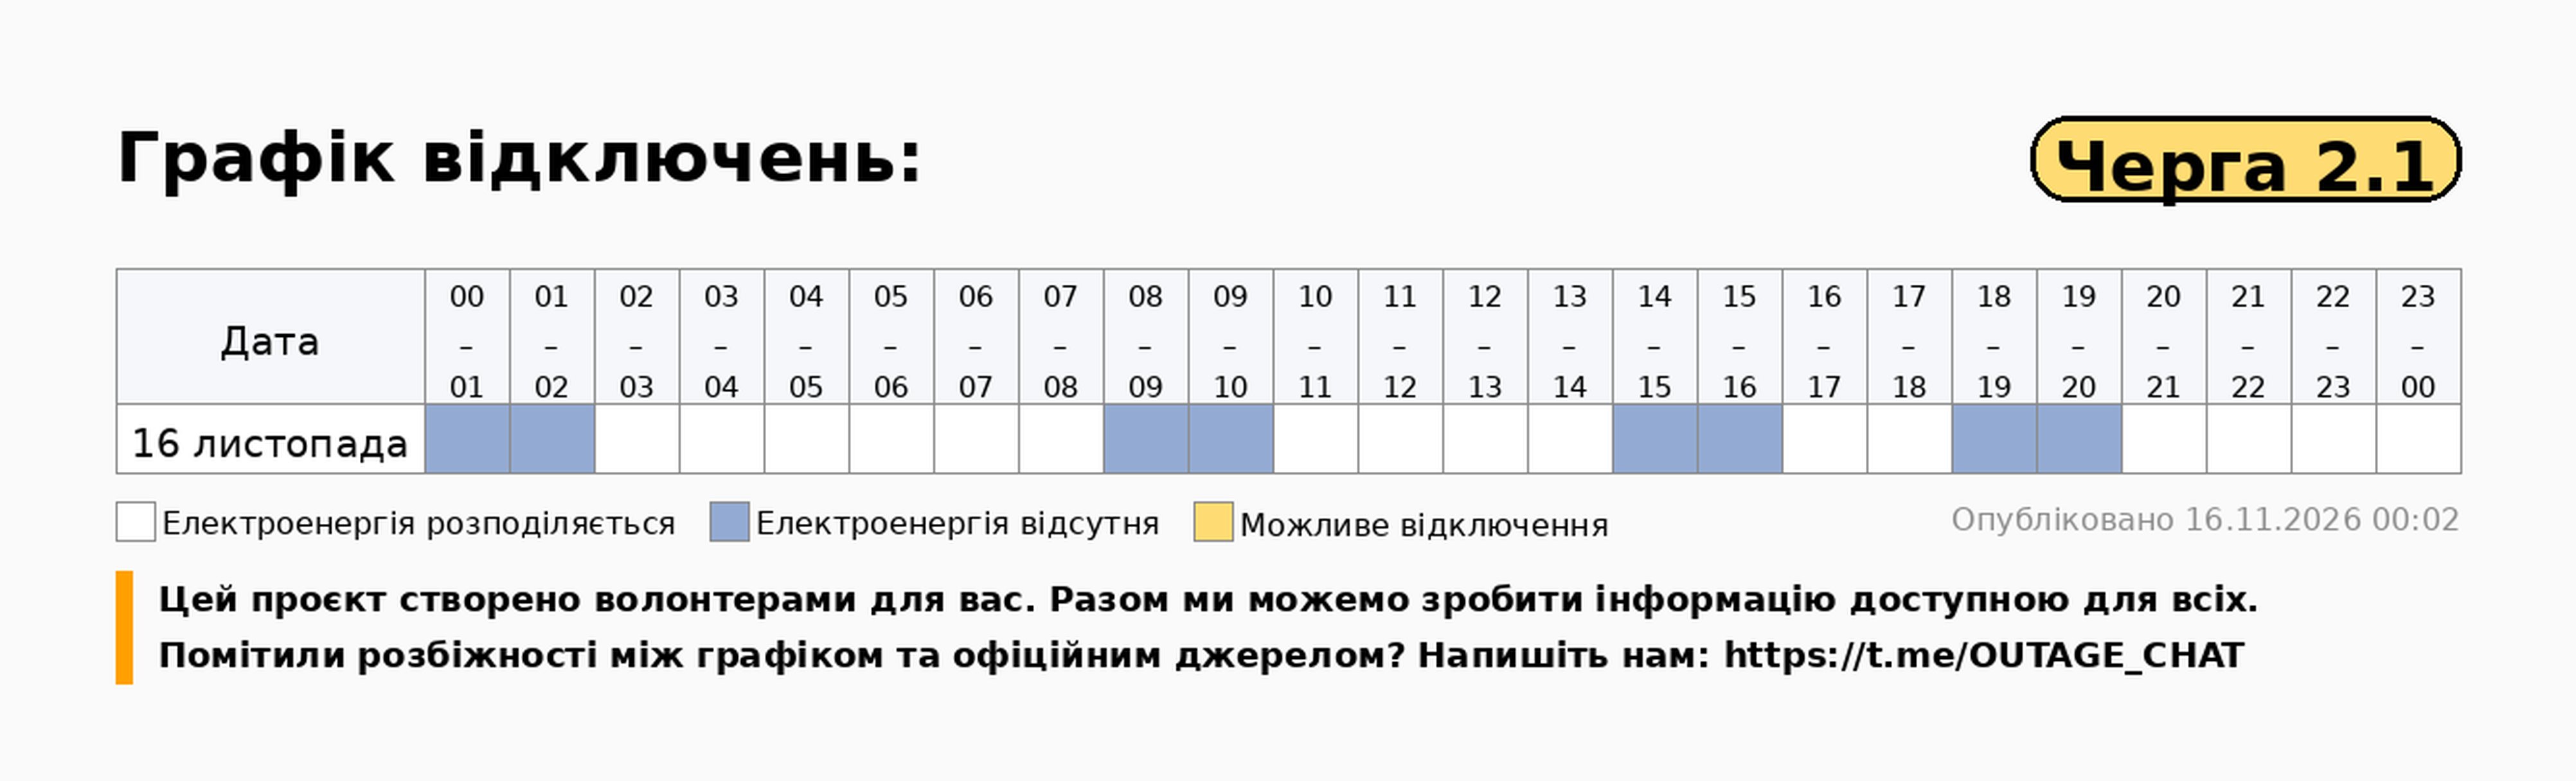 Графік відключень:
Черга 2.1
Дата
00 – 01
01 – 02
02 – 03
03 – 04
04 – 05
05 – 06
06 – 07
07 – 08
08 – 09
09 – 10
10 – 11
11 – 12
12 – 13
13 – 14
14 – 15
15 – 16
16 – 17
17 – 18
18 – 19
19 – 20
20 – 21
21 – 22
22 – 23
23 – 00
16 листопада
Електроенергія розподіляється
Електроенергія відсутня
Можливе відключення
Опубліковано 16.11.2026 00:02
Цей проєкт створено волонтерами для вас. Разом ми можемо зробити інформацію доступною для всіх.
Помітили розбіжності між графіком та офіційним джерелом? Напишіть нам: https://t.me/OUTAGE_CHAT